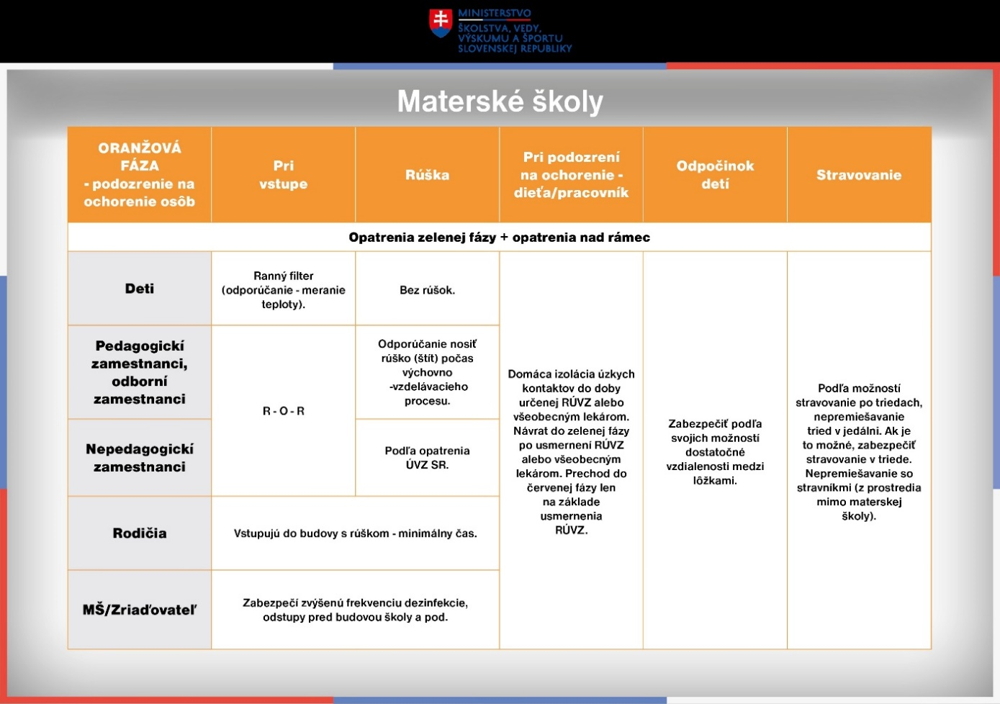 MINISTERSTVO
ŠKOLSTVA, VEDY,
VÝSKUMU A ŠPORTU
SLOVENSKEJ REPUBLIKY
Materské školy
ORANŽOVÁ
FÁZA
- podozrenie na
ochorenie osôb
Pri
vstupe
Rúška
Pri podozrení
na ochorenie -
dieťa/pracovník
Odpočinok
detí
Stravovanie
Opatrenia zelenej fázy + opatrenia nad rámec
Deti
Ranný filter
(odporúčanie - meranie
teploty).
Bez rúšok.
Pedagogickí
zamestnanci,
odborní
zamestnanci
R - O - R
Odporúčanie nosiť
rúško (štít) počas
výchovno
-vzdelávacieho
procesu.
Nepedagogickí
zamestnanci
Podľa opatrenia
ÚVZ SR.
Rodičia
Vstupujú do budovy s rúškom - minimálny čas.
MŠ/Zriaďovateľ
Zabezpečí zvýšenú frekvenciu dezinfekcie,
odstupy pred budovou školy a pod.
Domáca izolácia úzkych
kontaktov do doby
určenej RÚVZ alebo
všeobecným lekárom.
Návrat do zelenej fázy
po usmernení RÚVZ
alebo všeobecným
lekárom. Prechod do
červenej fázy len
na základe
usmernenia
RÚVZ.
Zabezpečiť podľa
svojich možností
dostatočné
vzdialenosti medzi
lôžkami.
Podľa možností
stravovanie po triedach,
nepremiešavanie
tried v jedálni. Ak je
to možné, zabezpečiť
stravovanie v triede.
Nepremiešavanie so
stravníkmi (z prostredia
mimo materskej
školy).